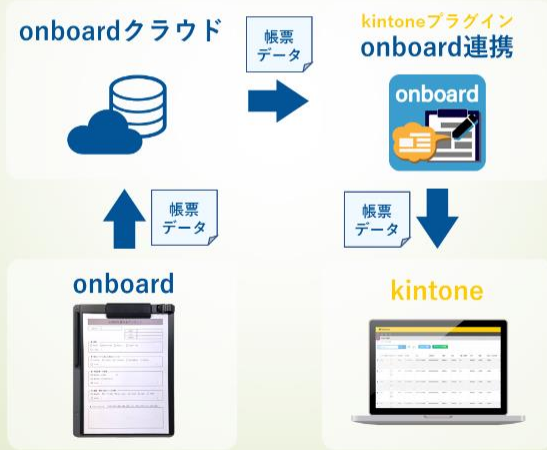 onboardクラウド
帳票
データ
kintoneプラグイン
onboard連携
onboard
帳票
データ
帳票
データ
onboard
kintone